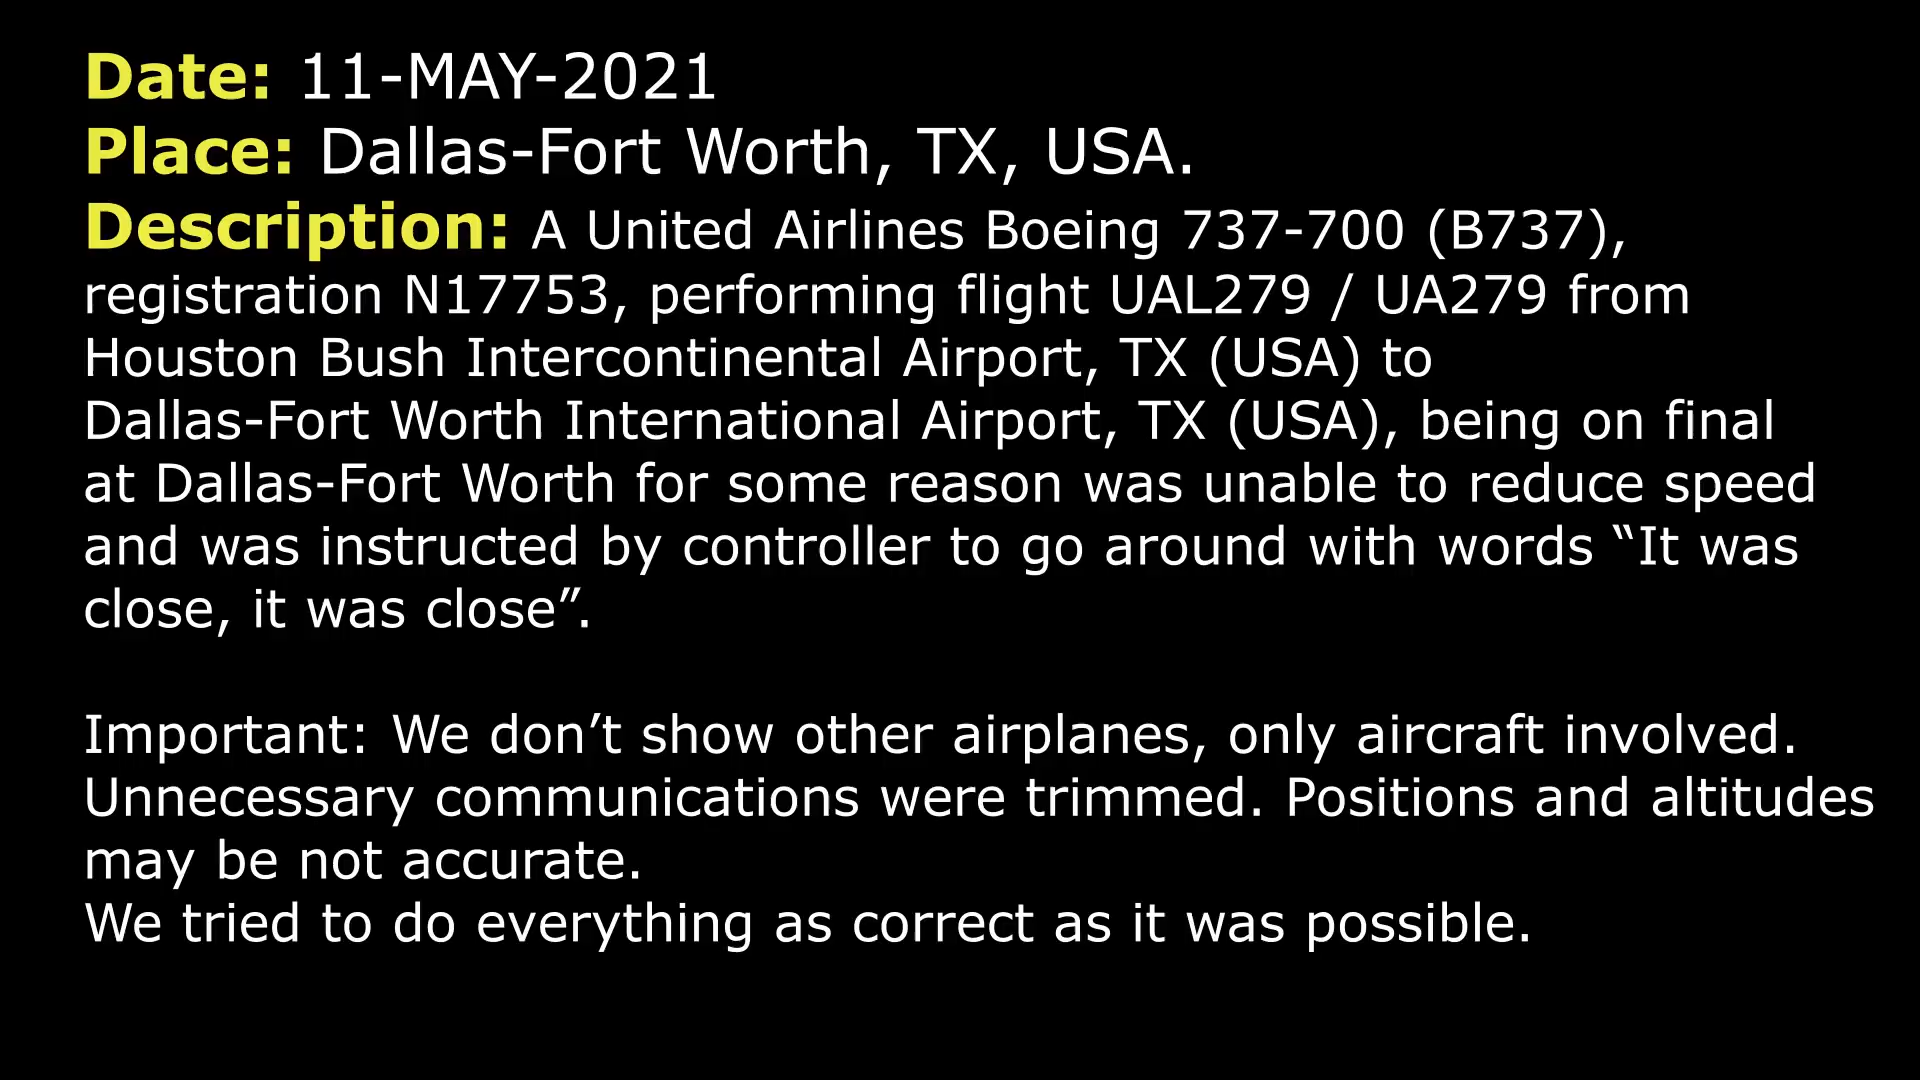 Date: 11-MAY-2021
Place: Dallas-Fort Worth, TX, USA.
Description: A United Airlines Boeing 737-700 (B737),
registration N17753, performing flight UAL279 / UA279 from
Houston Bush Intercontinental Airport, TX (USA) to
Dallas-Fort Worth International Airport, TX (USA), being on final
at Dallas-Fort Worth for some reason was unable to reduce speed
and was instructed by controller to go around with words “It was
close, it was close”.
Important: We don’t show other airplanes, only aircraft involved.
Unnecessary communications were trimmed. Positions and altitudes
may be not accurate.
We tried to do everything as correct as it was possible.